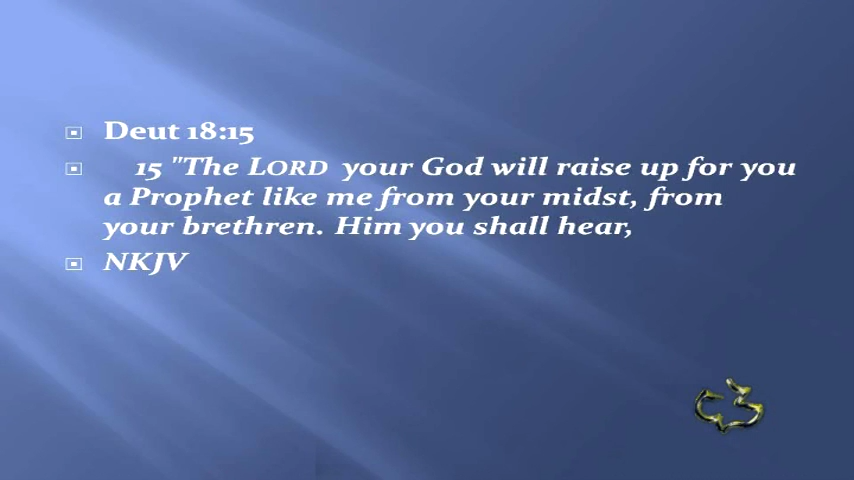 Deut 18:15
15 "The LORD your God will raise up for you
a Prophet like me from your midst, from
your brethren. Him you shall hear,
NKJV